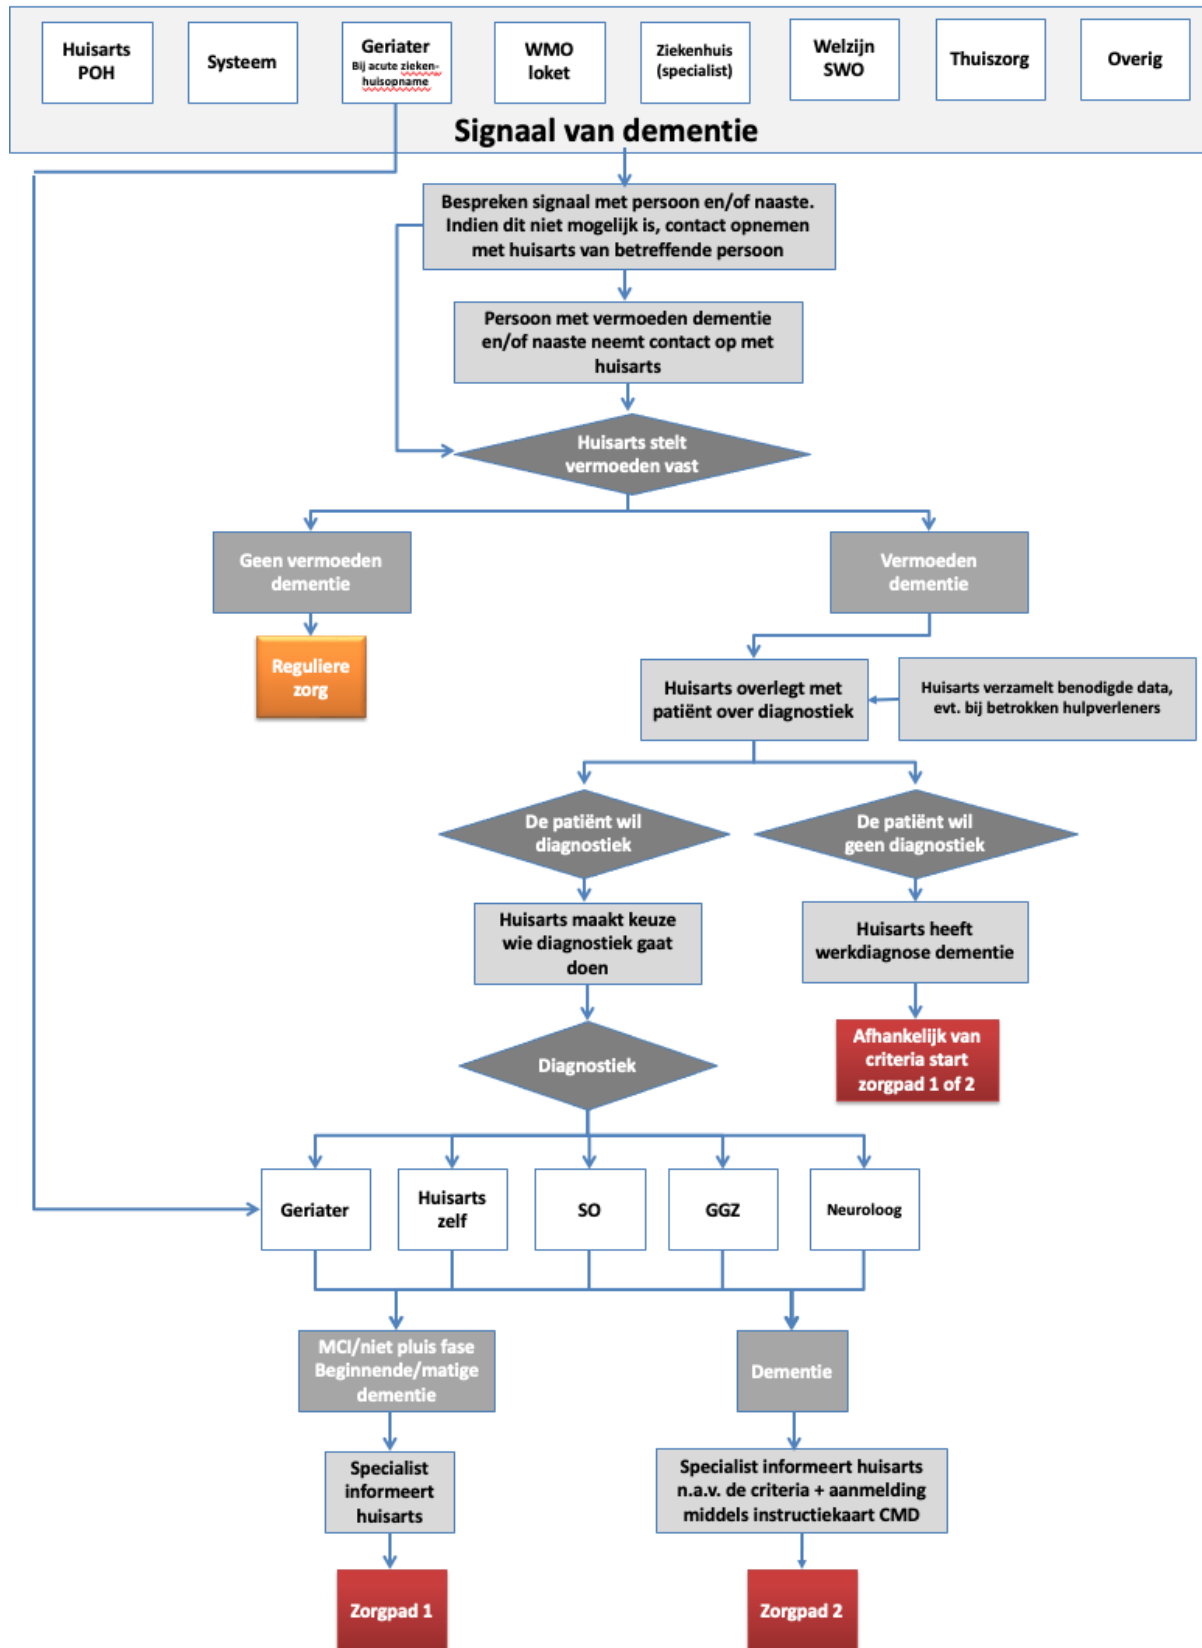 Huisarts
POH
Systeem
Geriater
Bij acute zieken-
huisopname
WMO
loket
Ziekenhuis
(specialist)
Welzijn
SWO
Thuiszorg
Overig
Signaal van dementie
Bespreken signaal met persoon en/of naaste.
Indien dit niet mogelijk is, contact opnemen
met huisarts van betreffende persoon
Persoon met vermoeden dementie
en/of naaste neemt contact op met
huisarts
Huisarts stelt
vermoeden vast
Geen vermoeden
dementie
Vermoeden
dementie
Reguliere
zorg
Huisarts overlegt met
patiënt over diagnostiek
Huisarts verzamelt benodigde data,
evt. bij betrokken hulpverleners
De patiënt wil
diagnostiek
De patiënt wil
geen diagnostiek
Huisarts maakt keuze
wie diagnostiek gaat
doen
Huisarts heeft
werkdiagnose dementie
Diagnostiek
Afhankelijk van
criteria start
zorgpad 1 of 2
Geriater
Huisarts
zelf
SO
GGZ
Neuroloog
MCI/niet pluis fase
Beginnende/matige
dementie
Dementie
Specialist
informeert
huisarts
Specialist informeert huisarts
n.a.v. de criteria + aanmelding
middels instructiekaart CMD
Zorgpad 1
Zorgpad 2